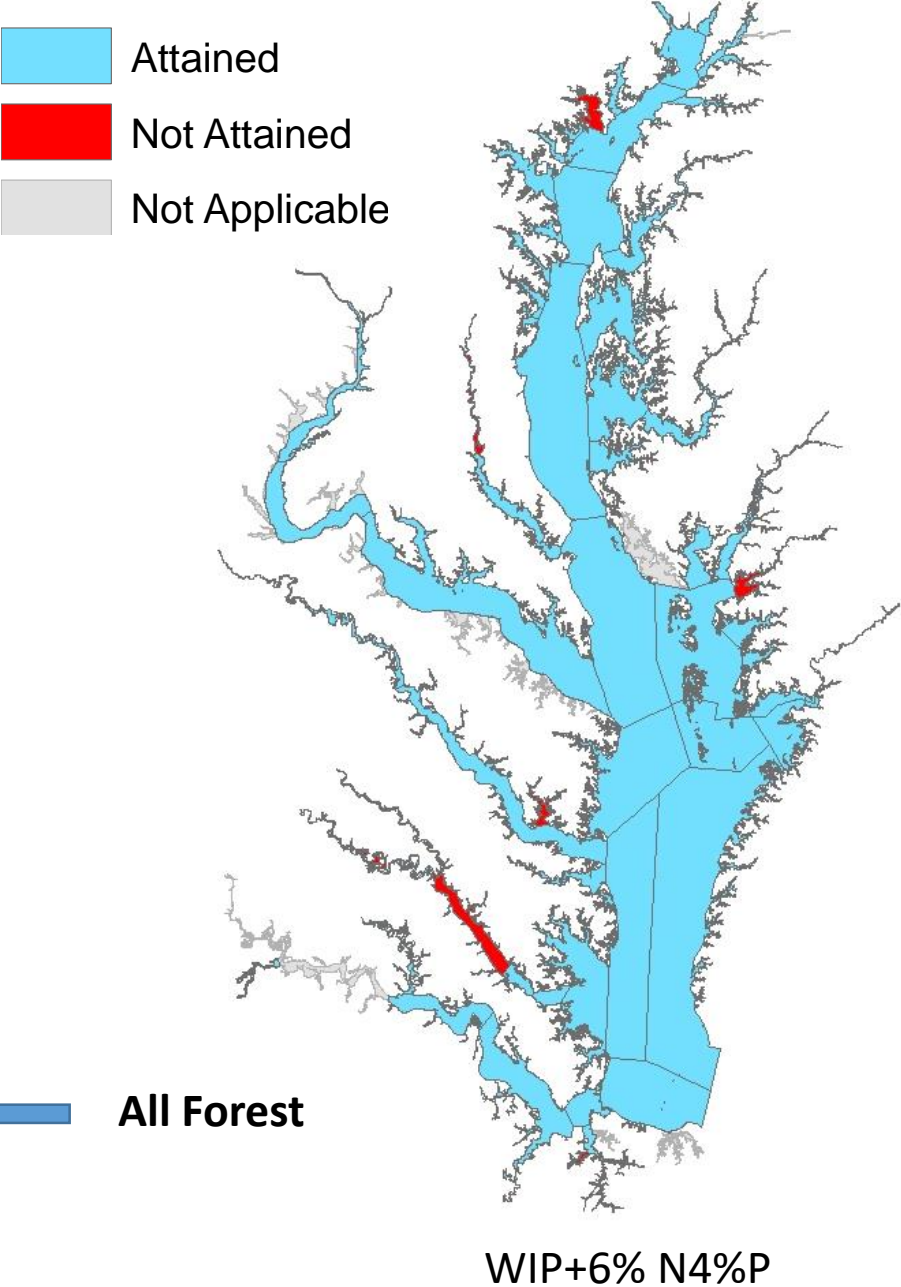 Attained
Not Attained
Not Applicable
All Forest
WIP+6% N4%P